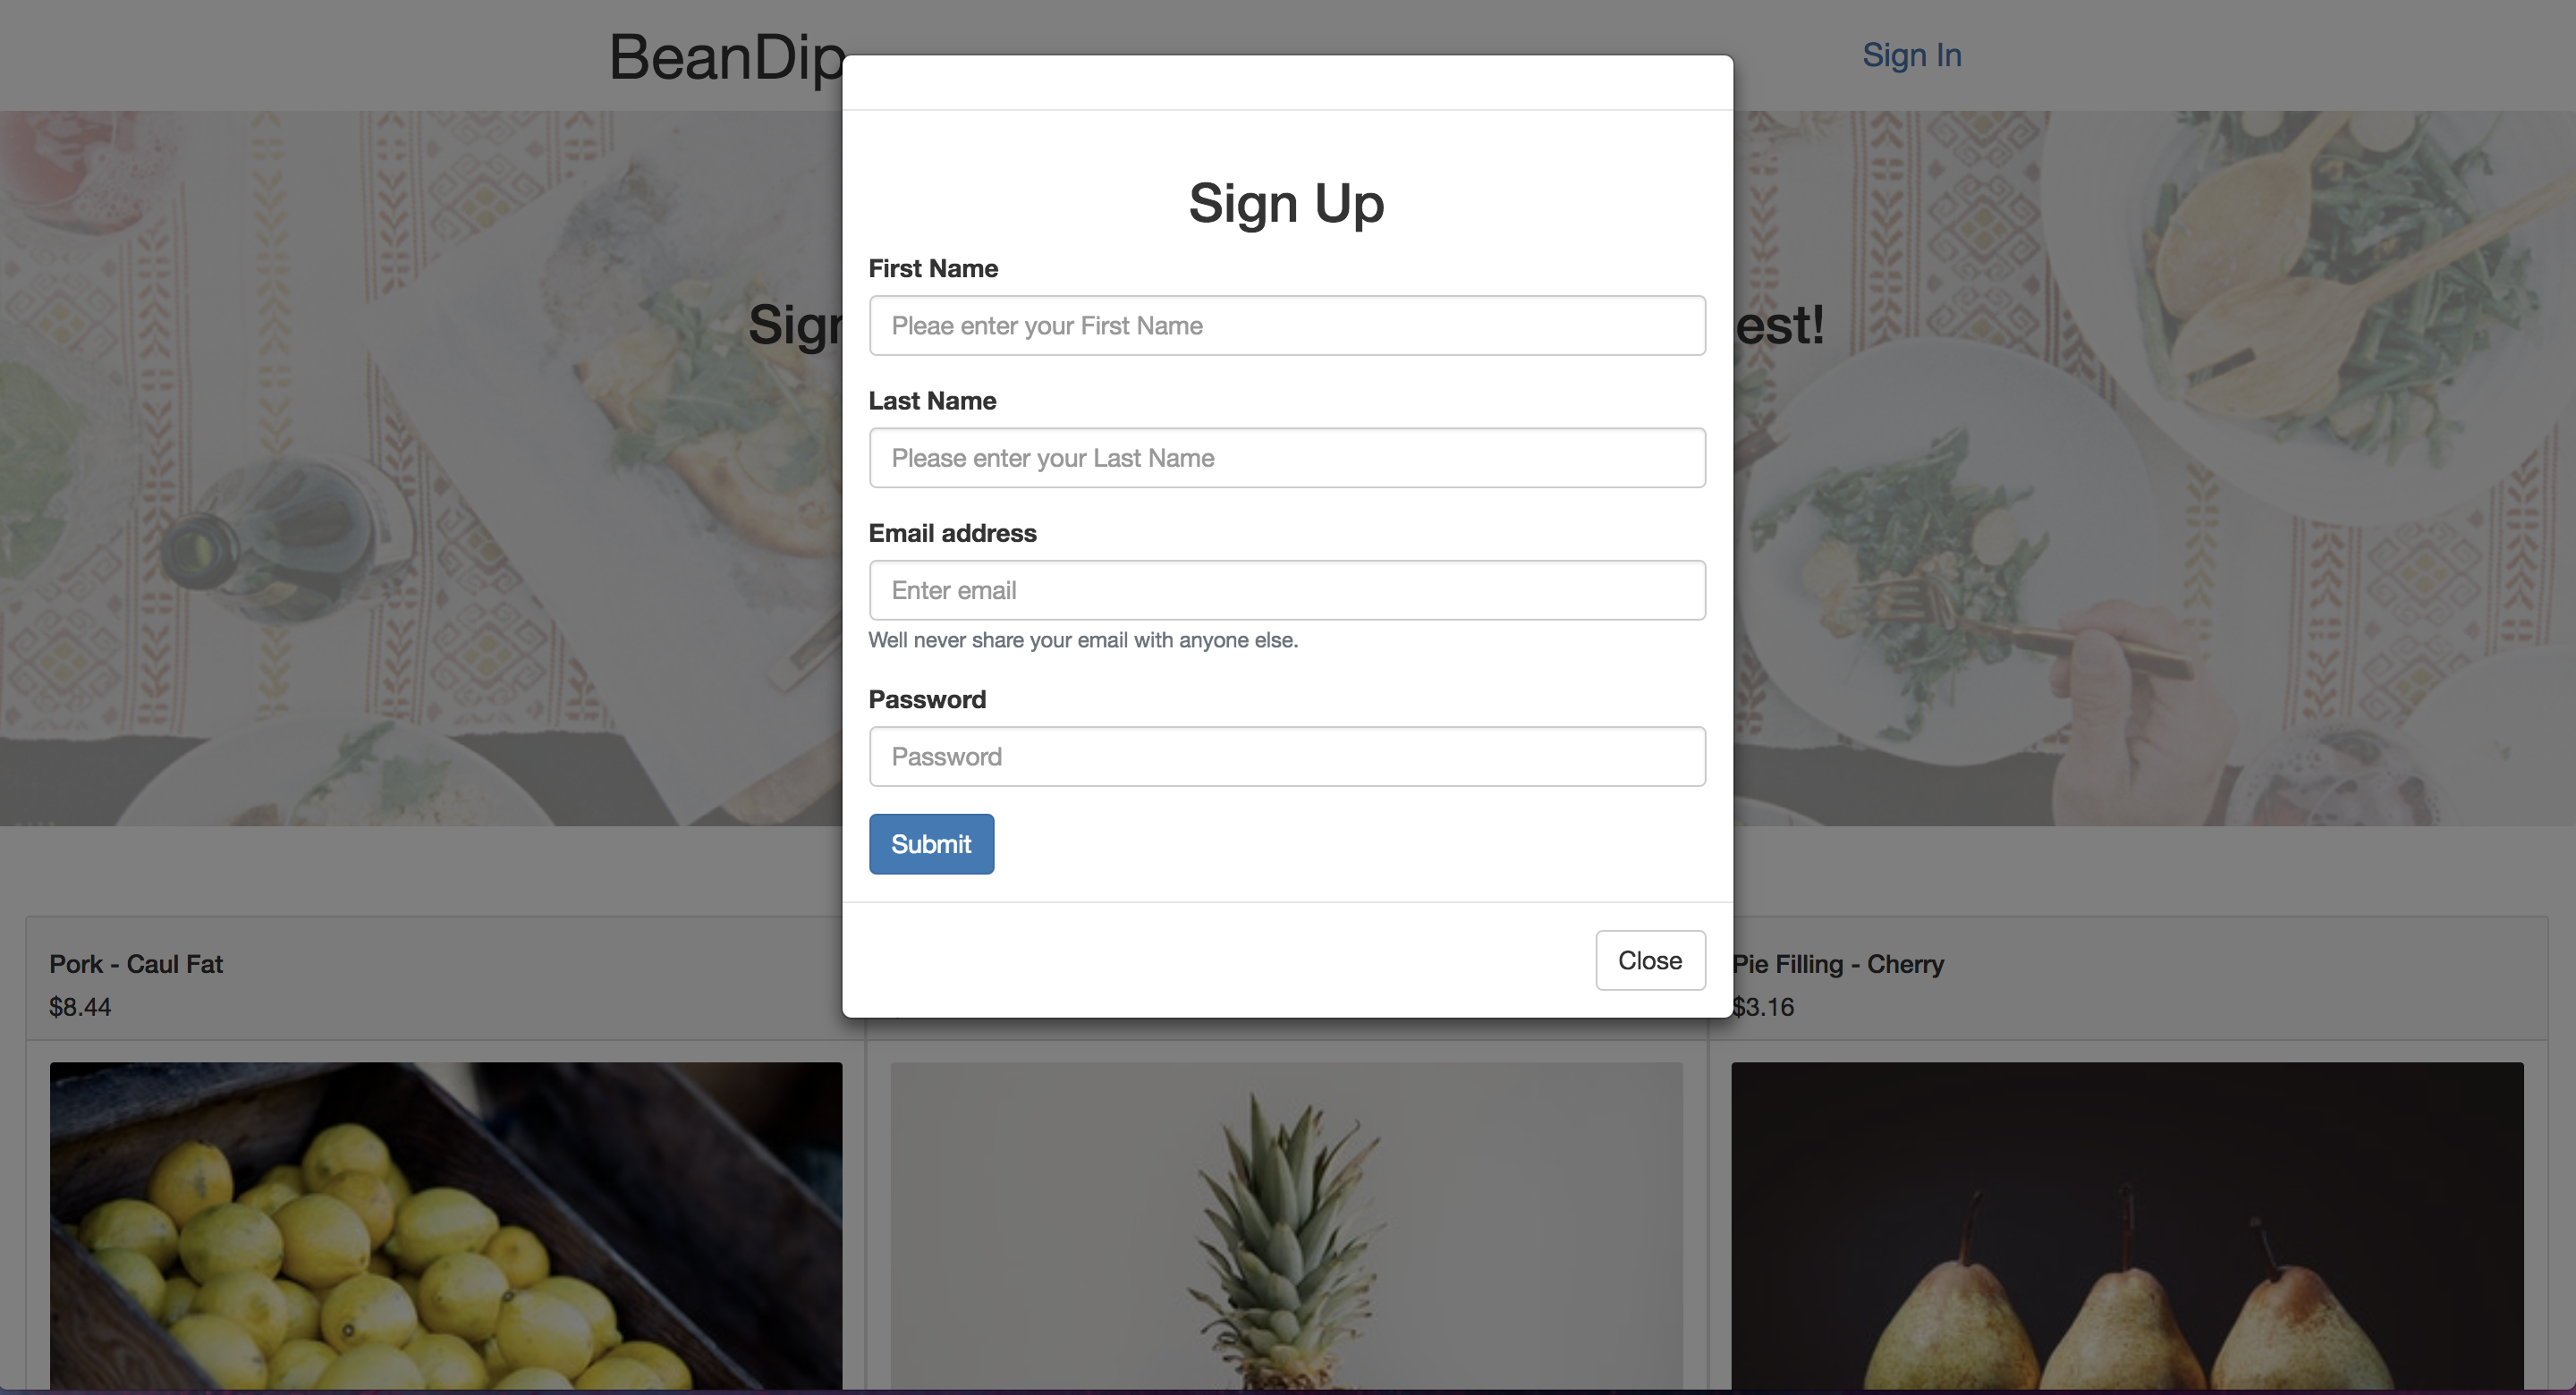 BeanDip
Sign In
Sign Up
First Name
Pleae enter your First Name
est!
Last Name
Please enter your Last Name
Email address
Enter email
Well never share your email with anyone else.
Password
Password
Submit
Close
Pork - Caul Fat
$8.44
Pie Filling - Cherry
$3.16